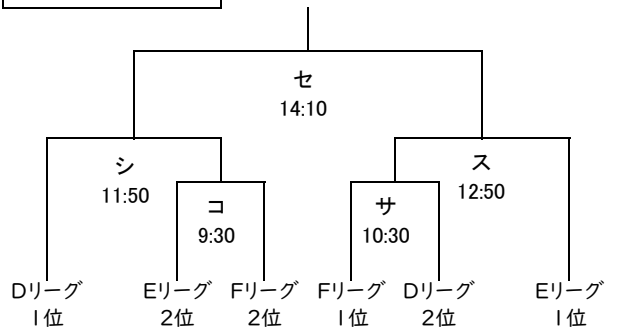 セ
14:10
シ
11:50
ス
12:50
コ
9:30
サ
10:30
Dリーグ
1位
Eリーグ
2位
Fリーグ
2位
Fリーグ
1位
Dリーグ
2位
Eリーグ
1位